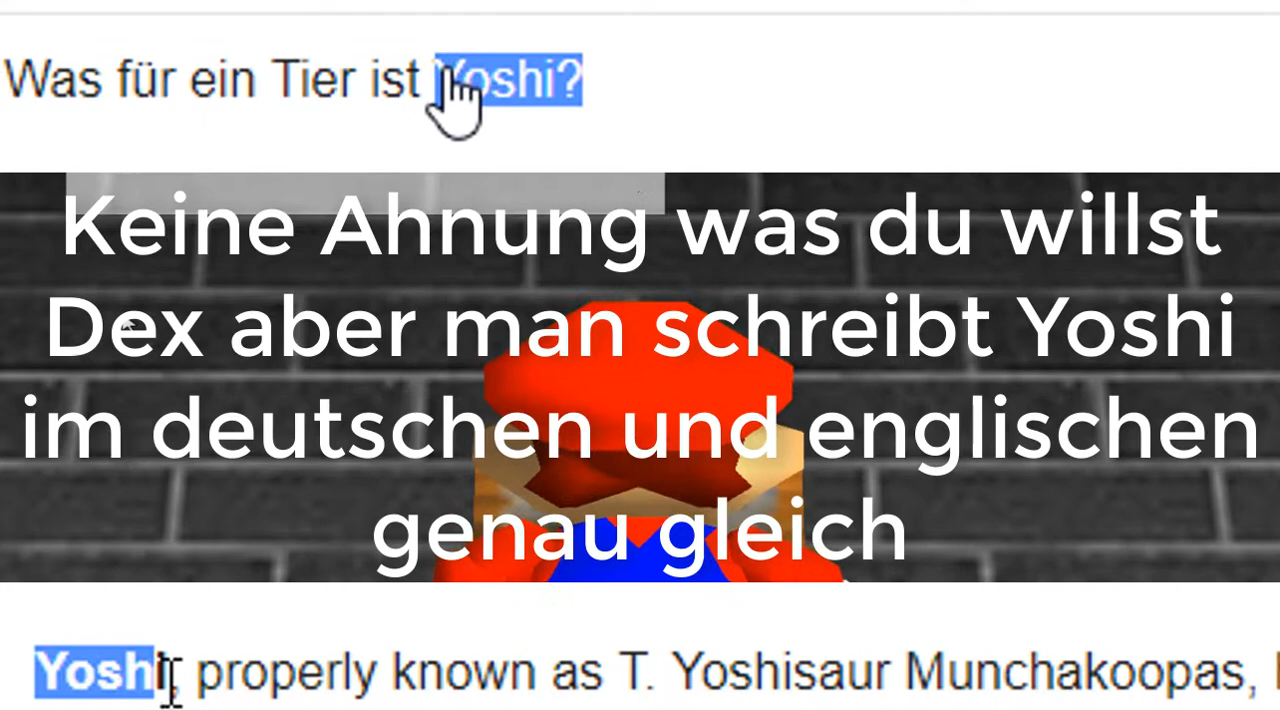 Was für ein Tier ist Yoshi?
Keine Ahnung was du willst
Dex aber man schreibt Yoshi
im deutschen und englischen
genau gleich
Yoshi, properly known as T. Yoshisaur Munchakoopas,